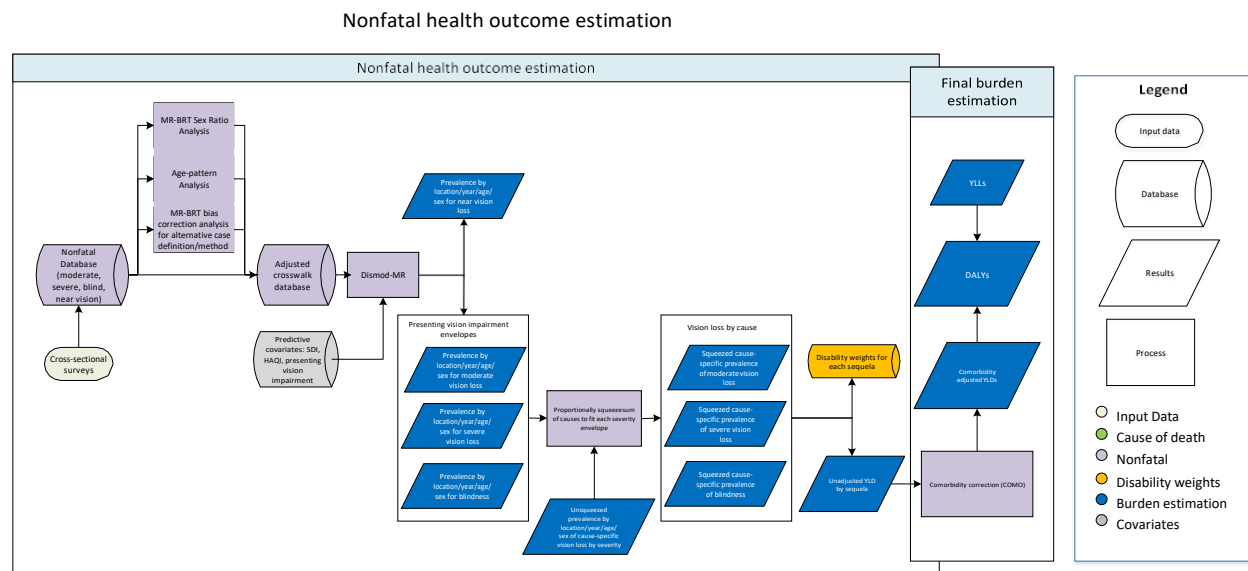 Nonfatal health outcome estimation
Nonfatal health outcome estimation
Final burden
estimation
MR-BRT Sex Ratio
Analysis
Age-pattern
Analysis
MR-BRT bias
correction analysis
for alternative case
definition/method
Nonfatal
Database
(moderate,
severe, blind,
near vision)
Cross-sectional
surveys
Adjusted
crosswalk
database
Dismod-MR
Predictive
covariates: SDI,
HAQI, presenting
vision
impairment
Prevalence by
location/year/age/
sex for near vision
loss
Presenting vision impairment
envelopes
Prevalence by
location/year/age/
sex for moderate
vision loss
Prevalence by
location/year/age/
sex for severe
vision loss
Prevalence by
location/year/age/
sex for blindness
Proportionally squeezesum
of causes to fit each severity
envelope
Unsqueezed
prevalence by
location/year/age/
sex of cause-specific
vision loss by severity
Vision loss by cause
Squeezed cause-
specific prevalence
of moderate vision
loss
Squeezed cause-
specific prevalence
of severe vision
loss
Squeezed cause-
specific prevalence
of blindness
Disability weights for
each sequela
Unadjusted YLD
by sequela
YLLs
DALYs
Comorbidity
adjusted YLDs
Comorbidity correction (COMO)
Legend
Input data
Database
Results
Process
Input Data
Cause of death
Nonfatal
Disability weights
Burden estimation
Covariates